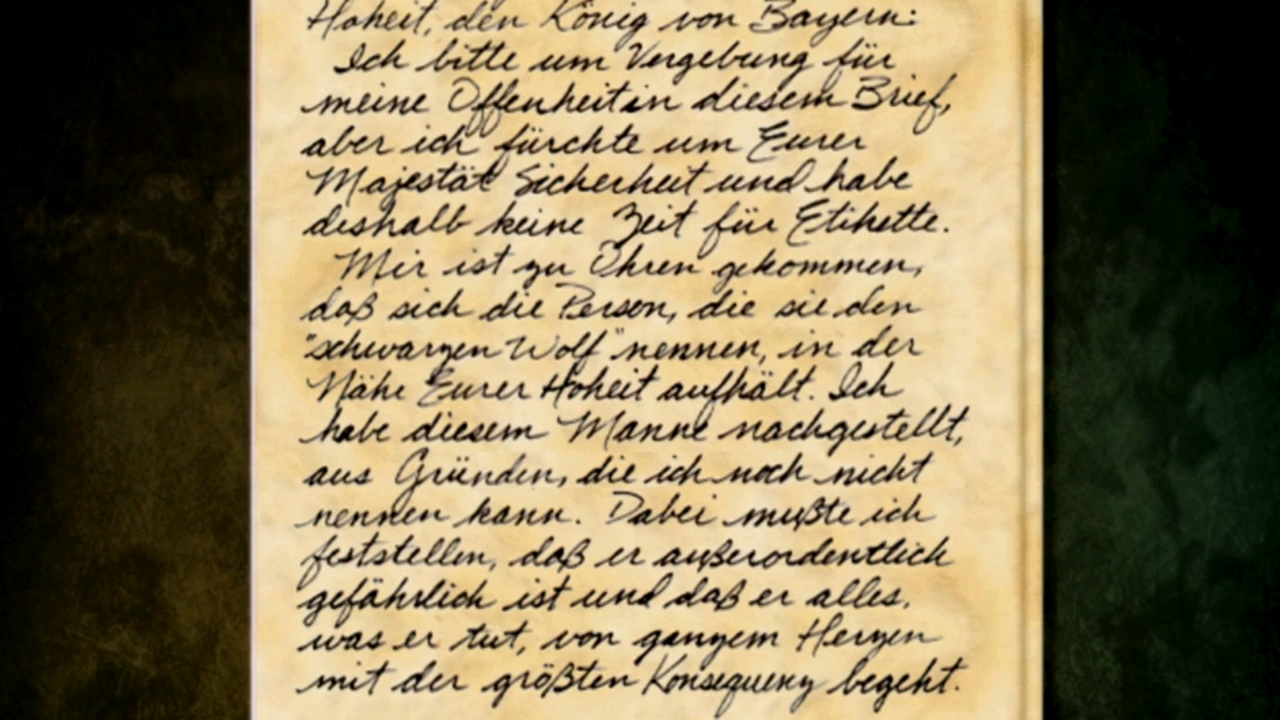 Hoheit, den König von Bayern:
Ich bitte um Vergebung für
meine Offenheit in diesem Brief,
aber ich fürchte um Eurer
Majestät Sicherheit und habe
deshalb keine Zeit für Etikette.
Mir ist zu Ohren gekommen,
daß sich die Person, die sie den
"schwarzen Wolf" nennen, in der
Nähe Eurer Hoheit aufhält. Ich
habe diesem Manne nachgestellt,
aus Gründen, die ich noch nicht
nennen kann. Dabei mußte ich
feststellen, daß er außerordentlich
gefährlich ist und daß er alles,
was er tut, von ganzem Herzen
mit der größten Konsequenz begeht.